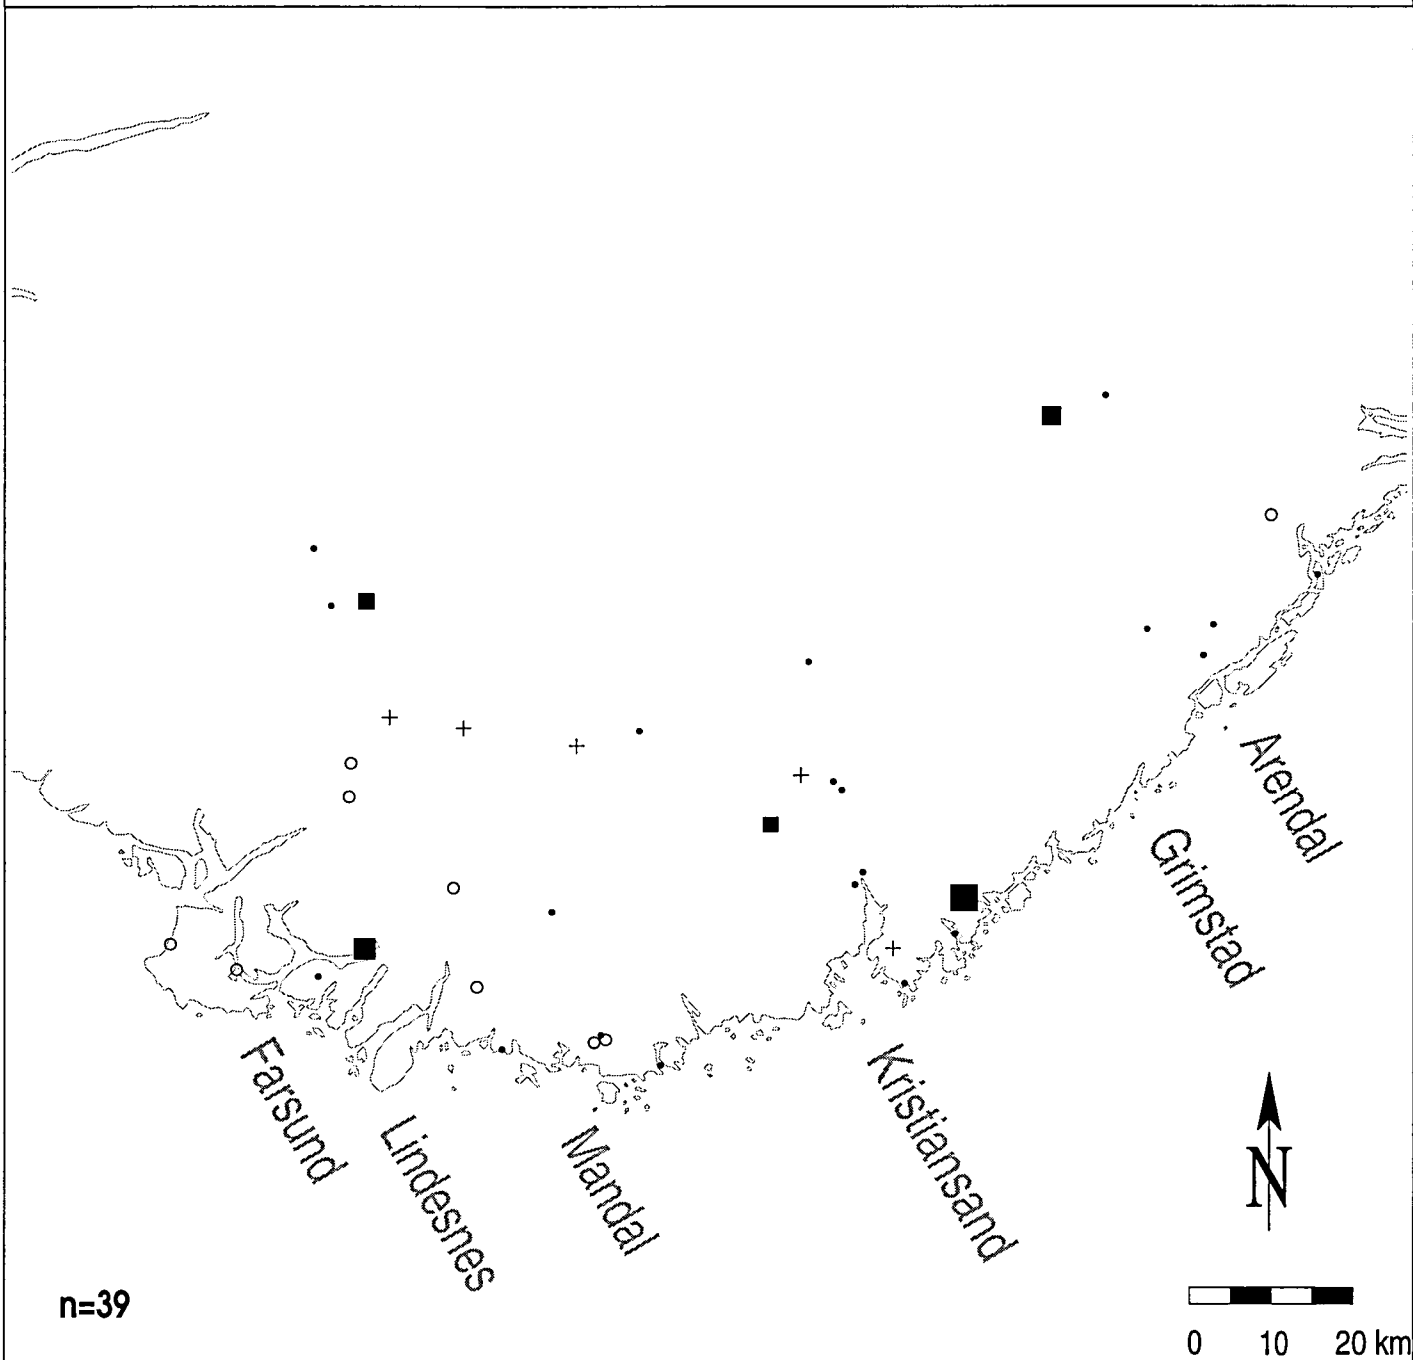 Arendal
Grimstad
Farsund
Lindesnes
Mandal
Kristiansand
N
n=39
0 10 20 km